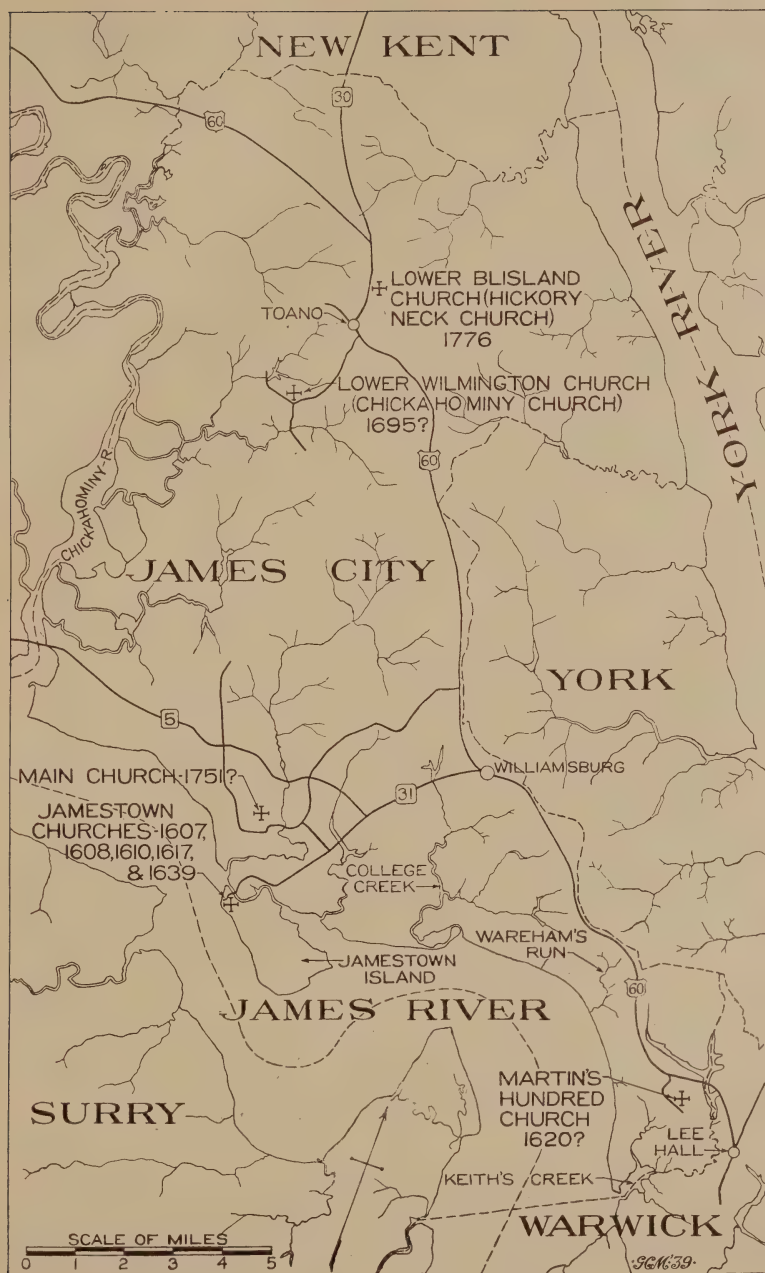 NEW KENT
30
60
YORK RIVER
LOWER BLISLAND
CHURCH (HICKORY
NECK CHURCH)
1776
TOANO
LOWER WILMINGTON CHURCH
(CHICKAHOMINY CHURCH)
1695?
60
CHICKAHOMINY-R-
JAMES CITY
YORK
5
MAIN CHURCH-1751?
WILLIAMSBURG
31
JAMESTOWN
CHURCHES-1607,
1608,1610,1617,
& 1639
COLLEGE
CREEK
WAREHAM'S
RUN
JAMESTOWN
ISLAND
60
JAMES RIVER
MARTIN'S
HUNDRED
CHURCH
1620?
SURRY
LEE
HALL
KEITH'S CREEK
WARWICK
SCALE OF MILES
0 1 2 3 4 5
·GCM·'39·